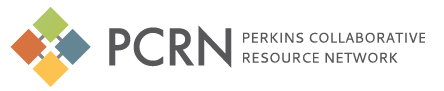 PCRN PERKINS COLLABORATIVE
RESOURCE NETWORK